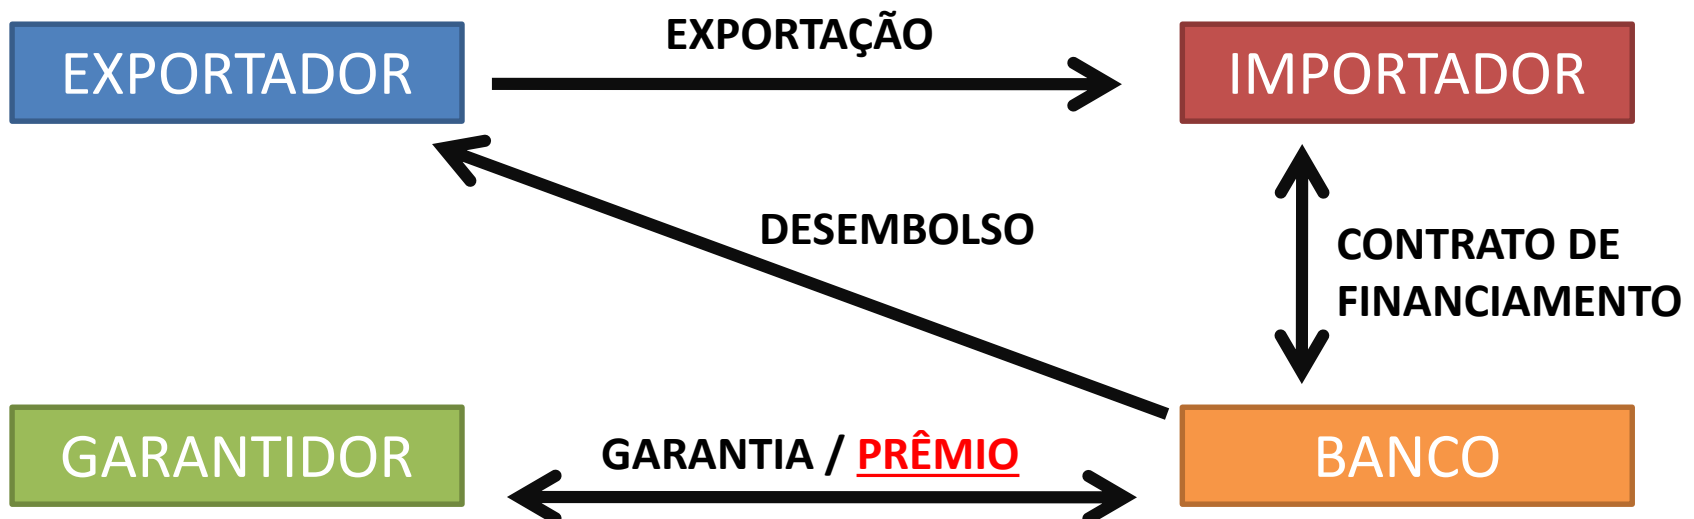 EXPORTADOR
EXPORTAÇÃO
IMPORTADOR
DESEMBOLSO
CONTRATO DE
FINANCIAMENTO
GARANTIDOR
GARANTIA / PRÊMIO
BANCO